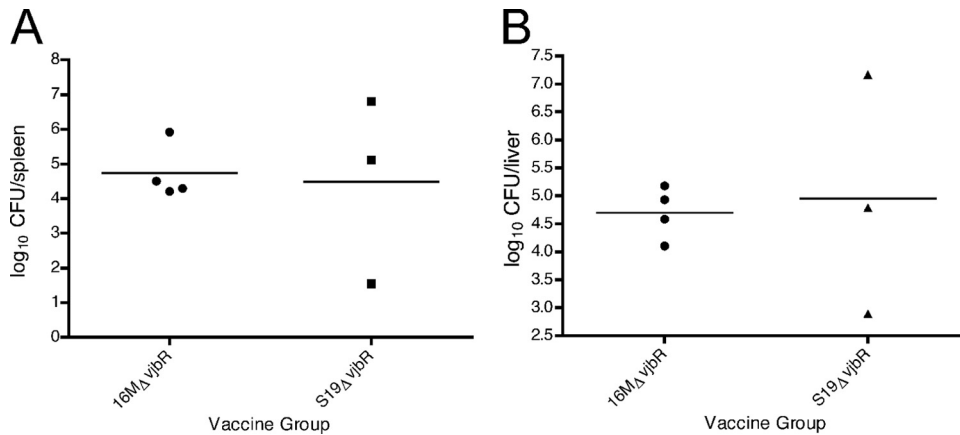 A
8
7
6
5
4
3
2
1
0
log10 CFU/spleen
16MΔvjbR
S19ΔvjbR
Vaccine Group
B
7.5
7.0
6.5
6.0
5.5
5.0
4.5
4.0
3.5
3.0
2.5
log10 CFU/liver
16MΔvjbR
S19ΔvjbR
Vaccine Group